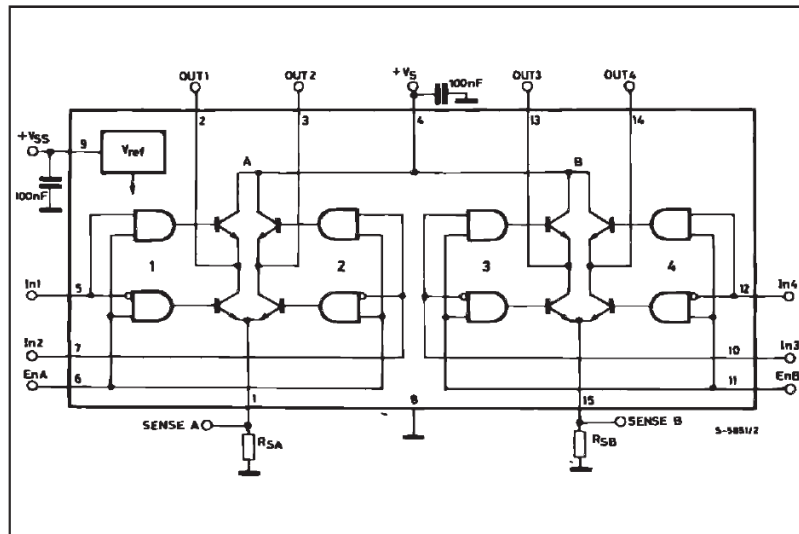 OUT1 OUT2 +VS 100nF OUT3 OUT4
2 3 4 13 14
+VSS 9 Vref
100nF
A B
1 2 3 4
In1 5 12 In4
In2 7 10 In3
EnA 6 11 EnB
1 8 15
SENSE A SENSE B
RSA RSB
S-5851/2